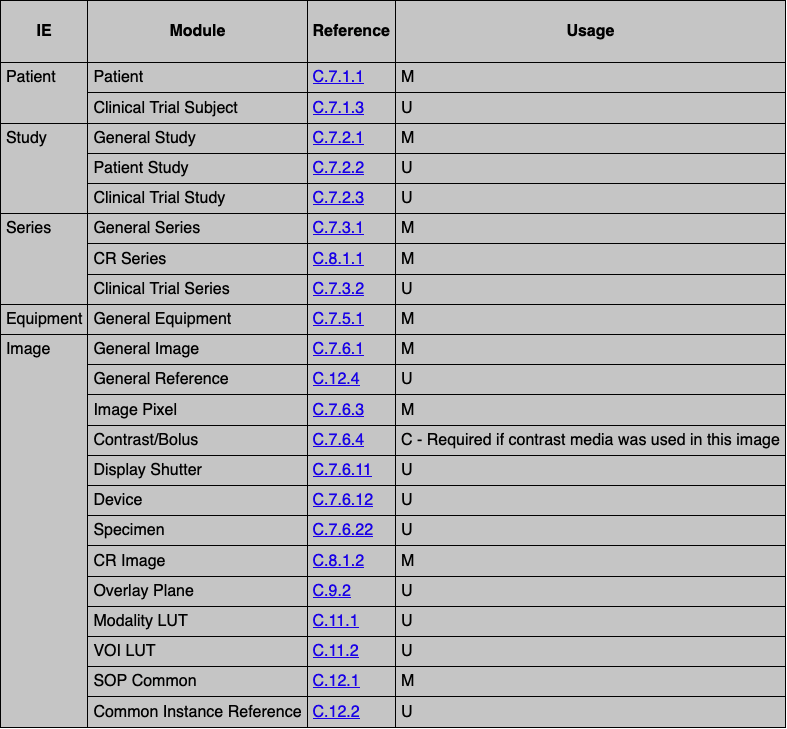 IE Module Reference Usage
Patient Patient C.7.1.1 M
Clinical Trial Subject C.7.1.3 U
Study General Study C.7.2.1 M
Patient Study C.7.2.2 U
Clinical Trial Study C.7.2.3 U
Series General Series C.7.3.1 M
CR Series C.8.1.1 M
Clinical Trial Series C.7.3.2 U
Equipment General Equipment C.7.5.1 M
Image General Image C.7.6.1 M
General Reference C.12.4 U
Image Pixel C.7.6.3 M
Contrast/Bolus C.7.6.4 C - Required if contrast media was used in this image
Display Shutter C.7.6.11 U
Device C.7.6.12 U
Specimen C.7.6.22 U
CR Image C.8.1.2 M
Overlay Plane C.9.2 U
Modality LUT C.11.1 U
VOI LUT C.11.2 U
SOP Common C.12.1 M
Common Instance Reference C.12.2 U